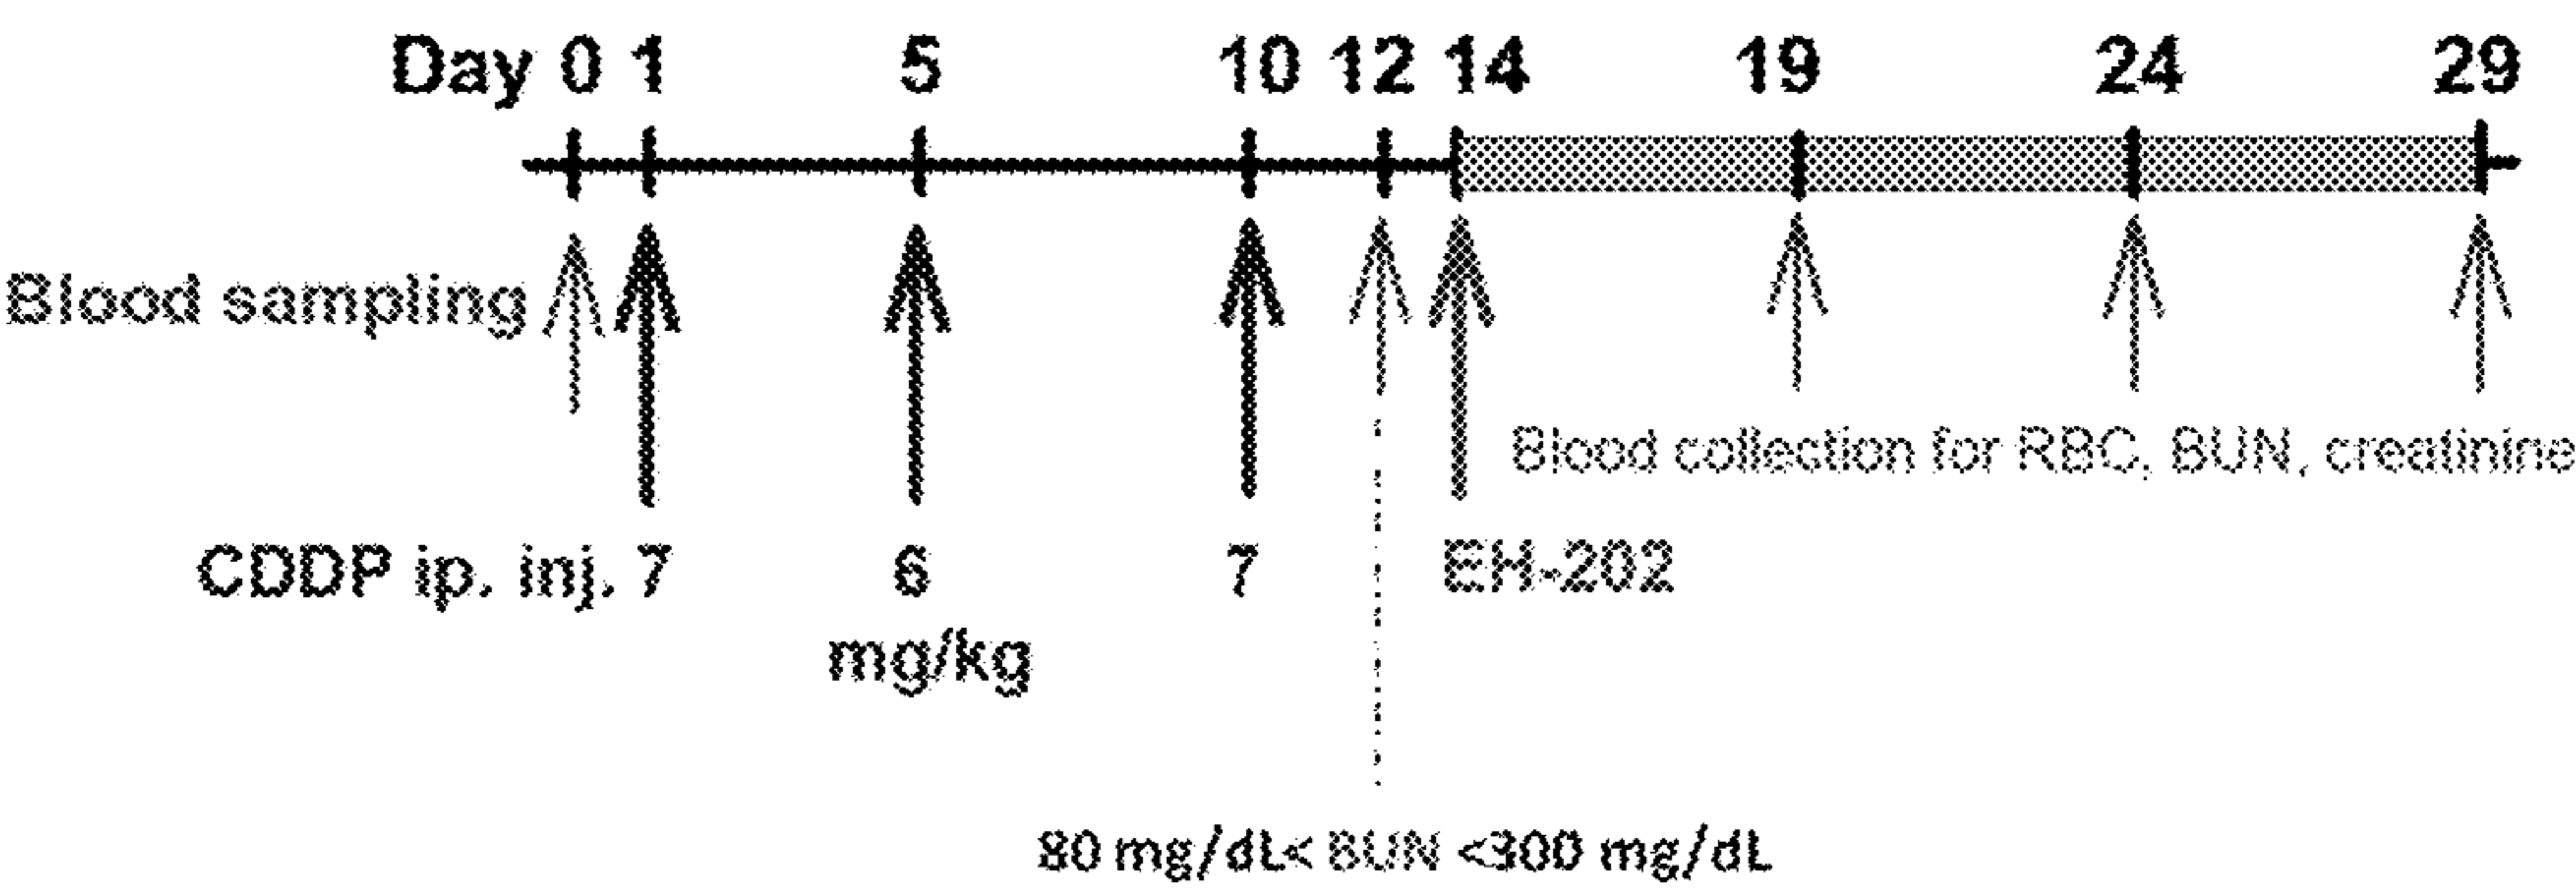 Day 0 1 5 10 12 14 19 24 29
Blood sampling
Blood collection for RBC, BUN, creatinine
CDDP ip. inj. 7 6 7 EH-202
mg/kg
80 mg/dL< BUN <300 mg/dL